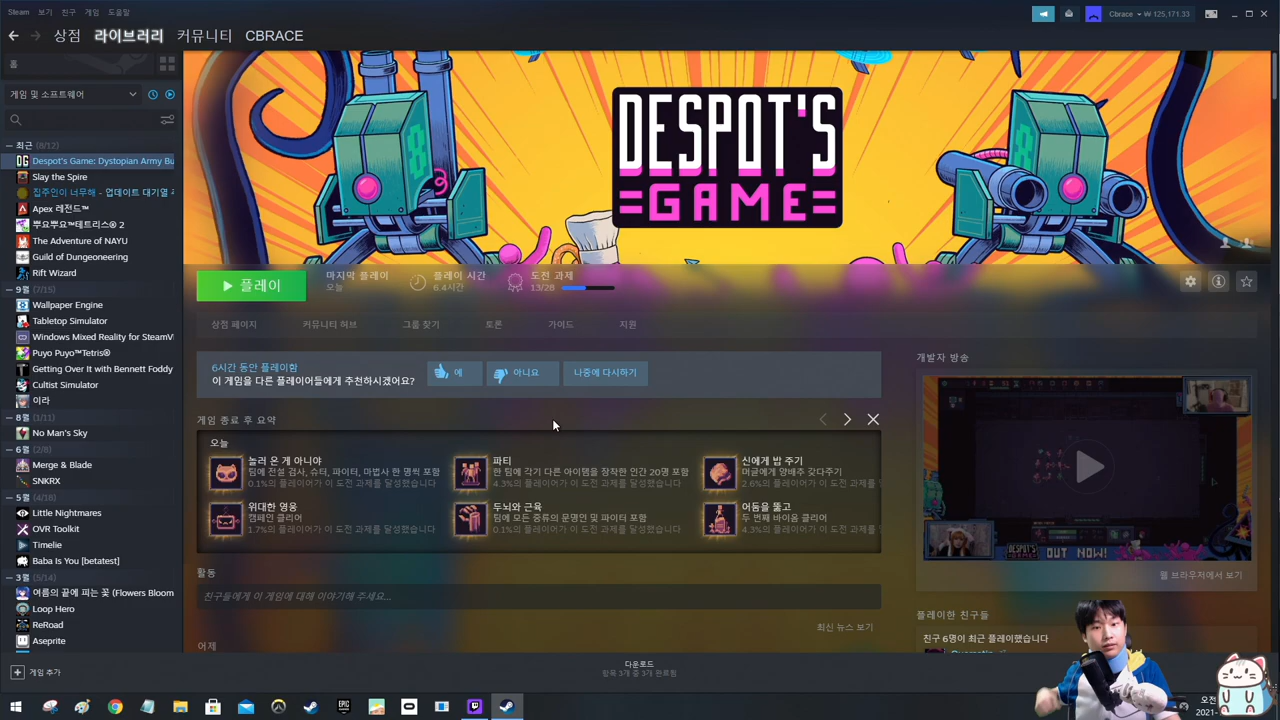 Steam 보기 친구 게임 도움말
Cbrace ₩ 125,171.33
상점 라이브러리 커뮤니티 CBRACE
홈
게임 및 소프트웨어
최근 (8/12)
Despot's Game: Dystopian Army Bu
Slay the Spire
집주인이 너무해 - 업데이트 대기열
Apex 레전드™
뿌요뿌요™테트리스® 2
The Adventure of NAYU
Guild of Dungeoneering
Rift Wizard
9월 (7/15)
Wallpaper Engine
Tabletop Simulator
Windows Mixed Reality for SteamV
Puyo Puyo™Tetris®
Getting Over It with Bennett Foddy
Cultist Simulator
이라
8월 (1/11)
No Man's Sky
6월 (2/8)
Merge & Blade
SNKRX
5월 (4/18)
Little Nightmares
OVR Toolkit
Timelie
Baba Is You [betatest]
3월 (5/14)
여름의 끝에 피는 꽃 (Flowers Bloom
Loop Hero
ReRoad
Aseprite
게임 추가
DESPOT'S
GAME
플레이
마지막 플레이
오늘
플레이 시간
6.4시간
도전 과제
13/28
상점 페이지 커뮤니티 허브 그룹 찾기 토론 가이드 지원
6시간 동안 플레이함
이 게임을 다른 플레이어들에게 추천하시겠어요?
예 아니요 나중에 다시하기
게임 종료 후 요약
오늘
놀러 온 게 아니야
팀에 전설 검사, 슈터, 파이터, 마법사 한 명씩 포함
0.1%의 플레이어가 이 도전 과제를 달성했습니다
파티
한 팀에 각기 다른 아이템을 장착한 인간 20명 포함
4.3%의 플레이어가 이 도전 과제를 달성했습니다
신에게 밥 주기
마글에게 양배추 갖다주기
2.6%의 플레이어가 이 도전 과제를 달
위대한 영웅
캠페인 클리어
1.7%의 플레이어가 이 도전 과제를 달성했습니다
두뇌와 근육
팀에 모든 종류의 문명인 및 파이터 포함
0.1%의 플레이어가 이 도전 과제를 달성했습니다
어둠을 뚫고
두 번째 바이옴 클리어
4.3%의 플레이어가 이 도전 과제를
활동
친구들에게 이 게임에 대해 이야기해 주세요...
최신 뉴스 보기
어제
개발자 방송
OUT NOW!
웹 브라우저에서 보기
플레이한 친구들
친구 6명이 최근 플레이했습니다
다운로드
항목 3개 중 3개 완료됨
오전
2021-